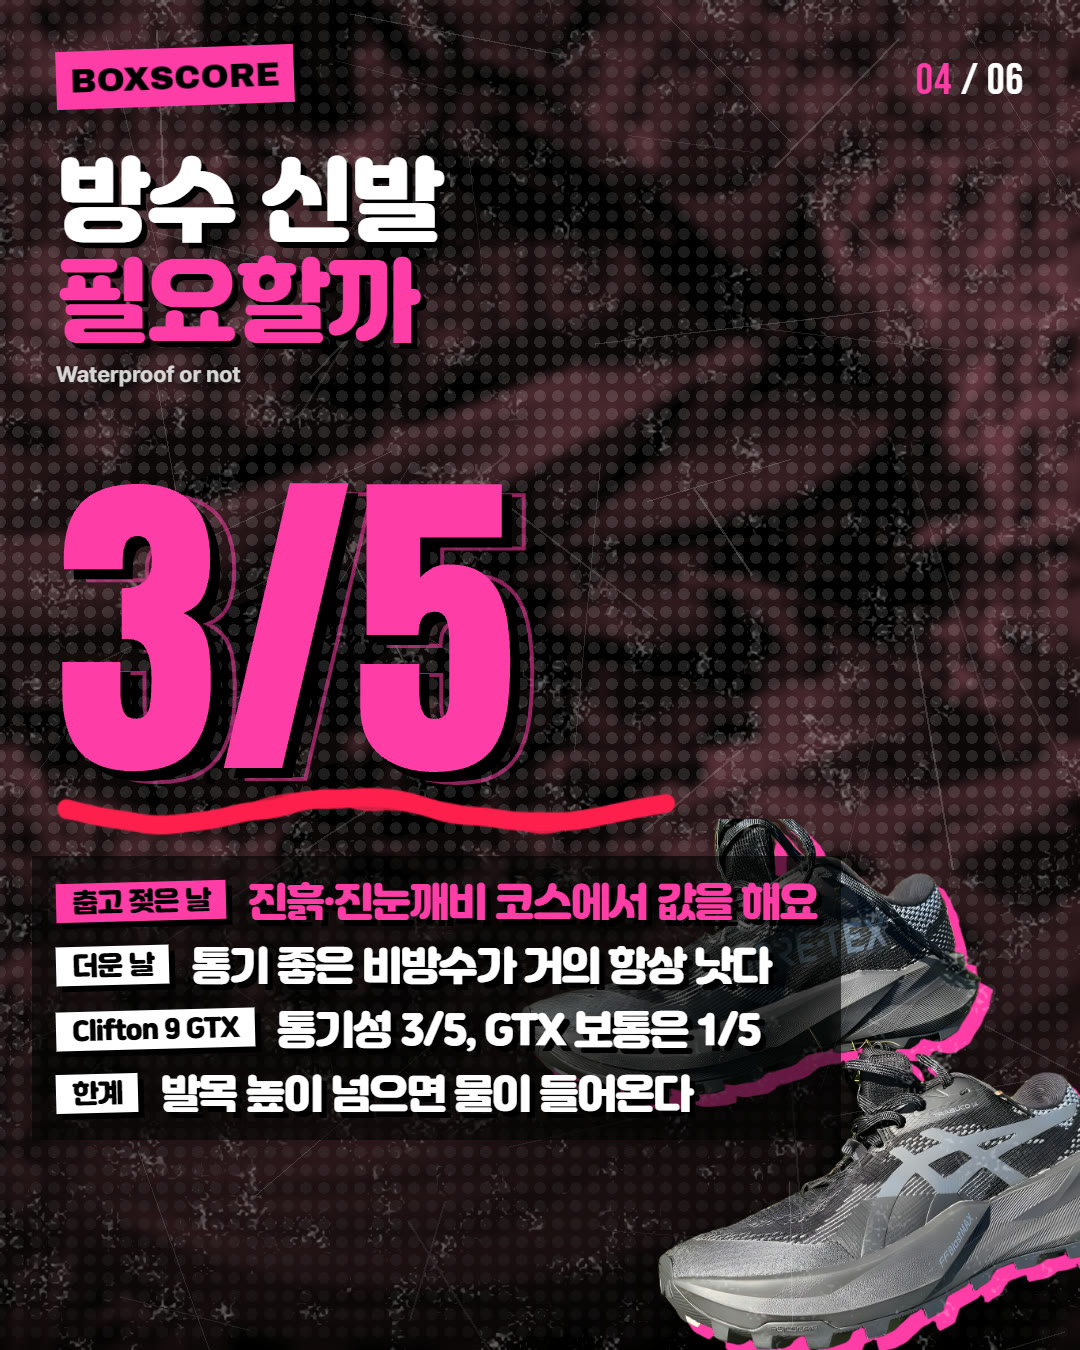 BOXSCORE
04 / 06
방수 신발
필요할까
Waterproof or not
3/5
춥고 젖은 날 진흙·진눈깨비 코스에서 값을 해요
더운 날 통기 좋은 비방수가 거의 항상 낫다
Clifton 9 GTX 통기성 3/5, GTX 보통은 1/5
한계 발목 높이 넘으면 물이 들어온다